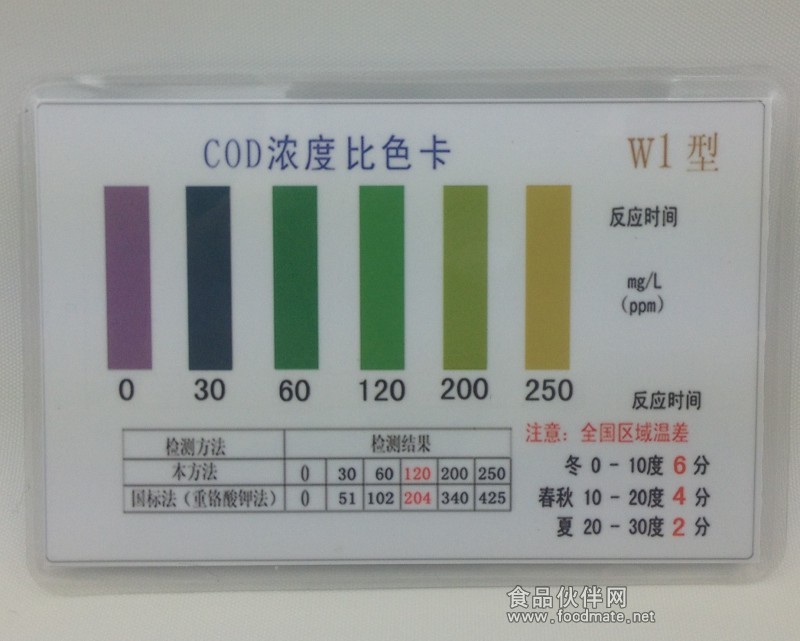 COD浓度比色卡
W1 型
反应时间
mg/L
（ppm）
0 30 60 120 200 250
反应时间
检测方法 检测结果
本方法 0 30 60 120 200 250
国标法（重铬酸钾法） 0 51 102 204 340 425
注意：全国区域温差
冬 0 - 10度 6 分
春秋 10 - 20度 4 分
夏 20 - 30度 2 分
食品伙伴网
www.foodmate.net